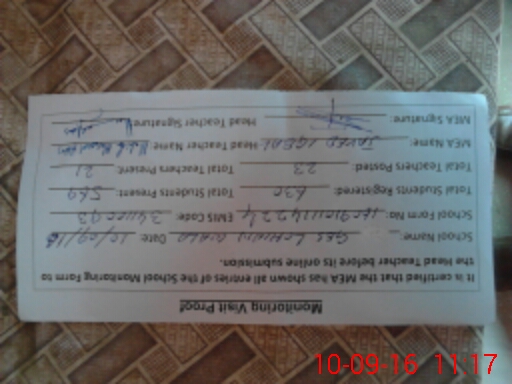 Monitoring Visit Proof
It is certified that the MEA has shown all entries of the School Monitoring Form to
the Head Teacher before its online submission.
School Name: GES Date: 10/09/16
School Form No: EMIS Code:
Total Students Registered: 630 Total Students Present: 569
Total Teachers Posted: 23 Total Teachers Present: 21
MEA Name: JAVED IQBAL Head Teacher Name:
MEA Signature: Head Teacher Signature:
10-09-16 11:17